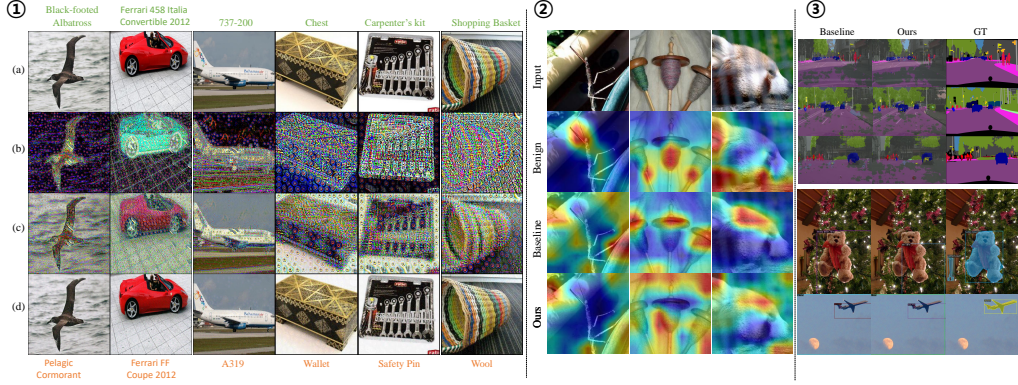 ①
Black-footed
Albatross
Ferrari 458 Italia
Convertible 2012
737-200
Chest
Carpenter's kit
Shopping Basket
(a)
(b)
(c)
(d)
Pelagic
Cormorant
Ferrari FF
Coupe 2012
A319
Wallet
Safety Pin
Wool
②
Input
Benign
Baseline
Ours
③
Baseline
Ours
GT